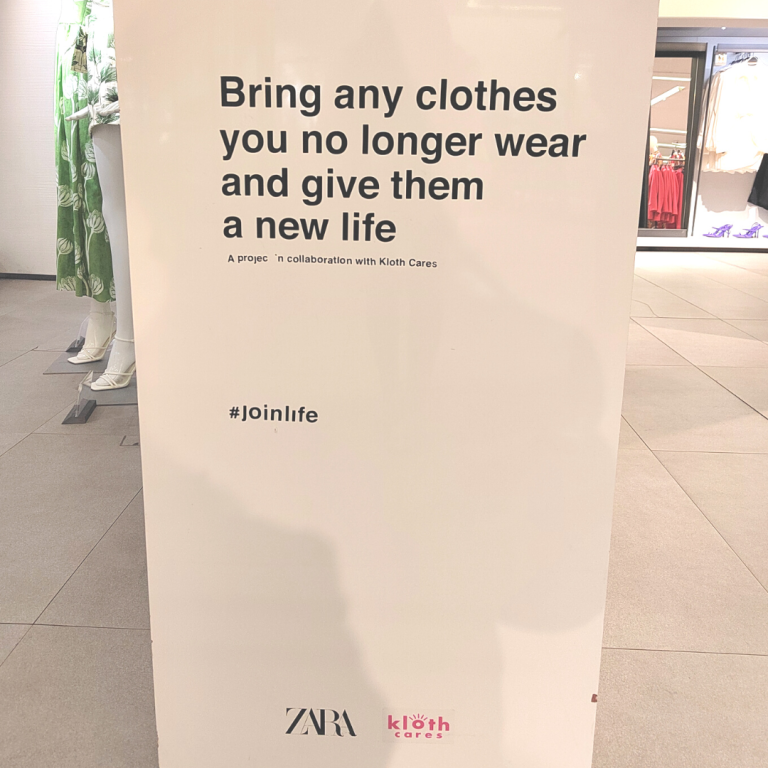 Bring any clothes
you no longer wear
and give them
a new life
A projec 'n collaboration with Kloth Cares
#joinlife
ZARA kloth
cares